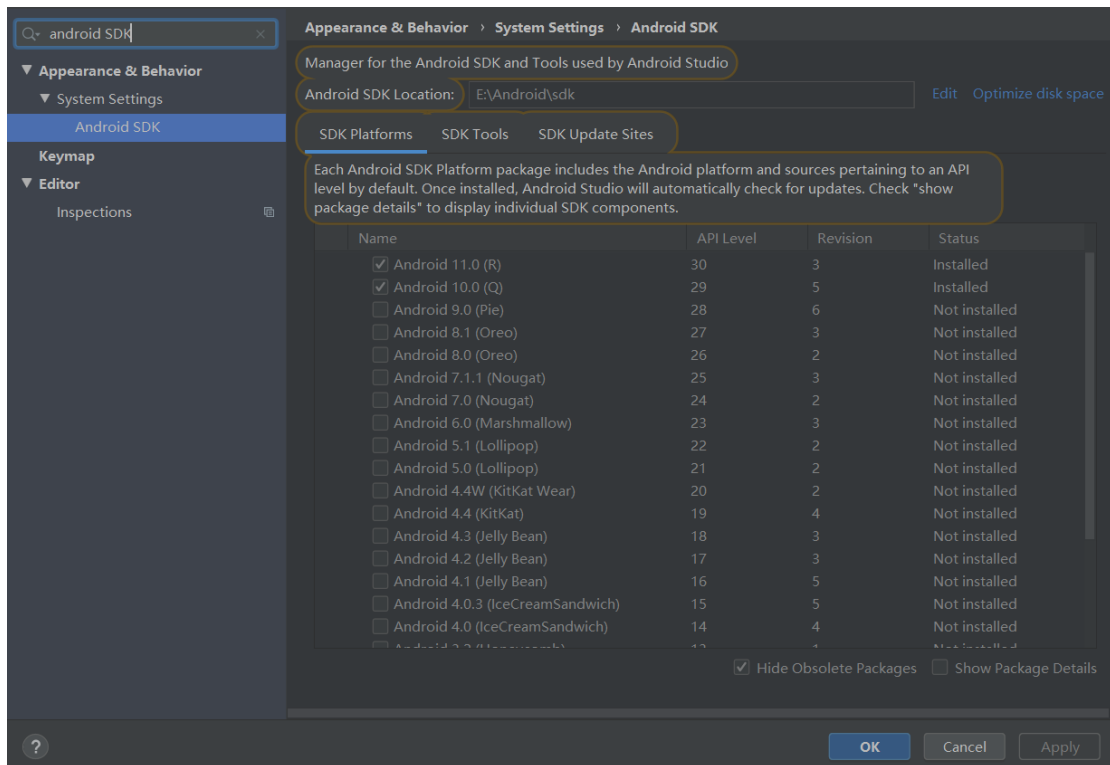 android SDK
Appearance & Behavior
System Settings
Android SDK
Keymap
Editor
Inspections
Appearance & Behavior › System Settings › Android SDK
Manager for the Android SDK and Tools used by Android Studio
Android SDK Location: E:\Android\sdk Edit Optimize disk space
SDK Platforms SDK Tools SDK Update Sites
Each Android SDK Platform package includes the Android platform and sources pertaining to an API
level by default. Once installed, Android Studio will automatically check for updates. Check "show
package details" to display individual SDK components.
Name API Level Revision Status
Android 11.0 (R) 30 3 Installed
Android 10.0 (Q) 29 5 Installed
Android 9.0 (Pie) 28 6 Not installed
Android 8.1 (Oreo) 27 3 Not installed
Android 8.0 (Oreo) 26 2 Not installed
Android 7.1.1 (Nougat) 25 3 Not installed
Android 7.0 (Nougat) 24 2 Not installed
Android 6.0 (Marshmallow) 23 3 Not installed
Android 5.1 (Lollipop) 22 2 Not installed
Android 5.0 (Lollipop) 21 2 Not installed
Android 4.4W (KitKat Wear) 20 2 Not installed
Android 4.4 (KitKat) 19 4 Not installed
Android 4.3 (Jelly Bean) 18 3 Not installed
Android 4.2 (Jelly Bean) 17 3 Not installed
Android 4.1 (Jelly Bean) 16 5 Not installed
Android 4.0.3 (IceCreamSandwich) 15 5 Not installed
Android 4.0 (IceCreamSandwich) 14 4 Not installed
Hide Obsolete Packages Show Package Details
? OK Cancel Apply